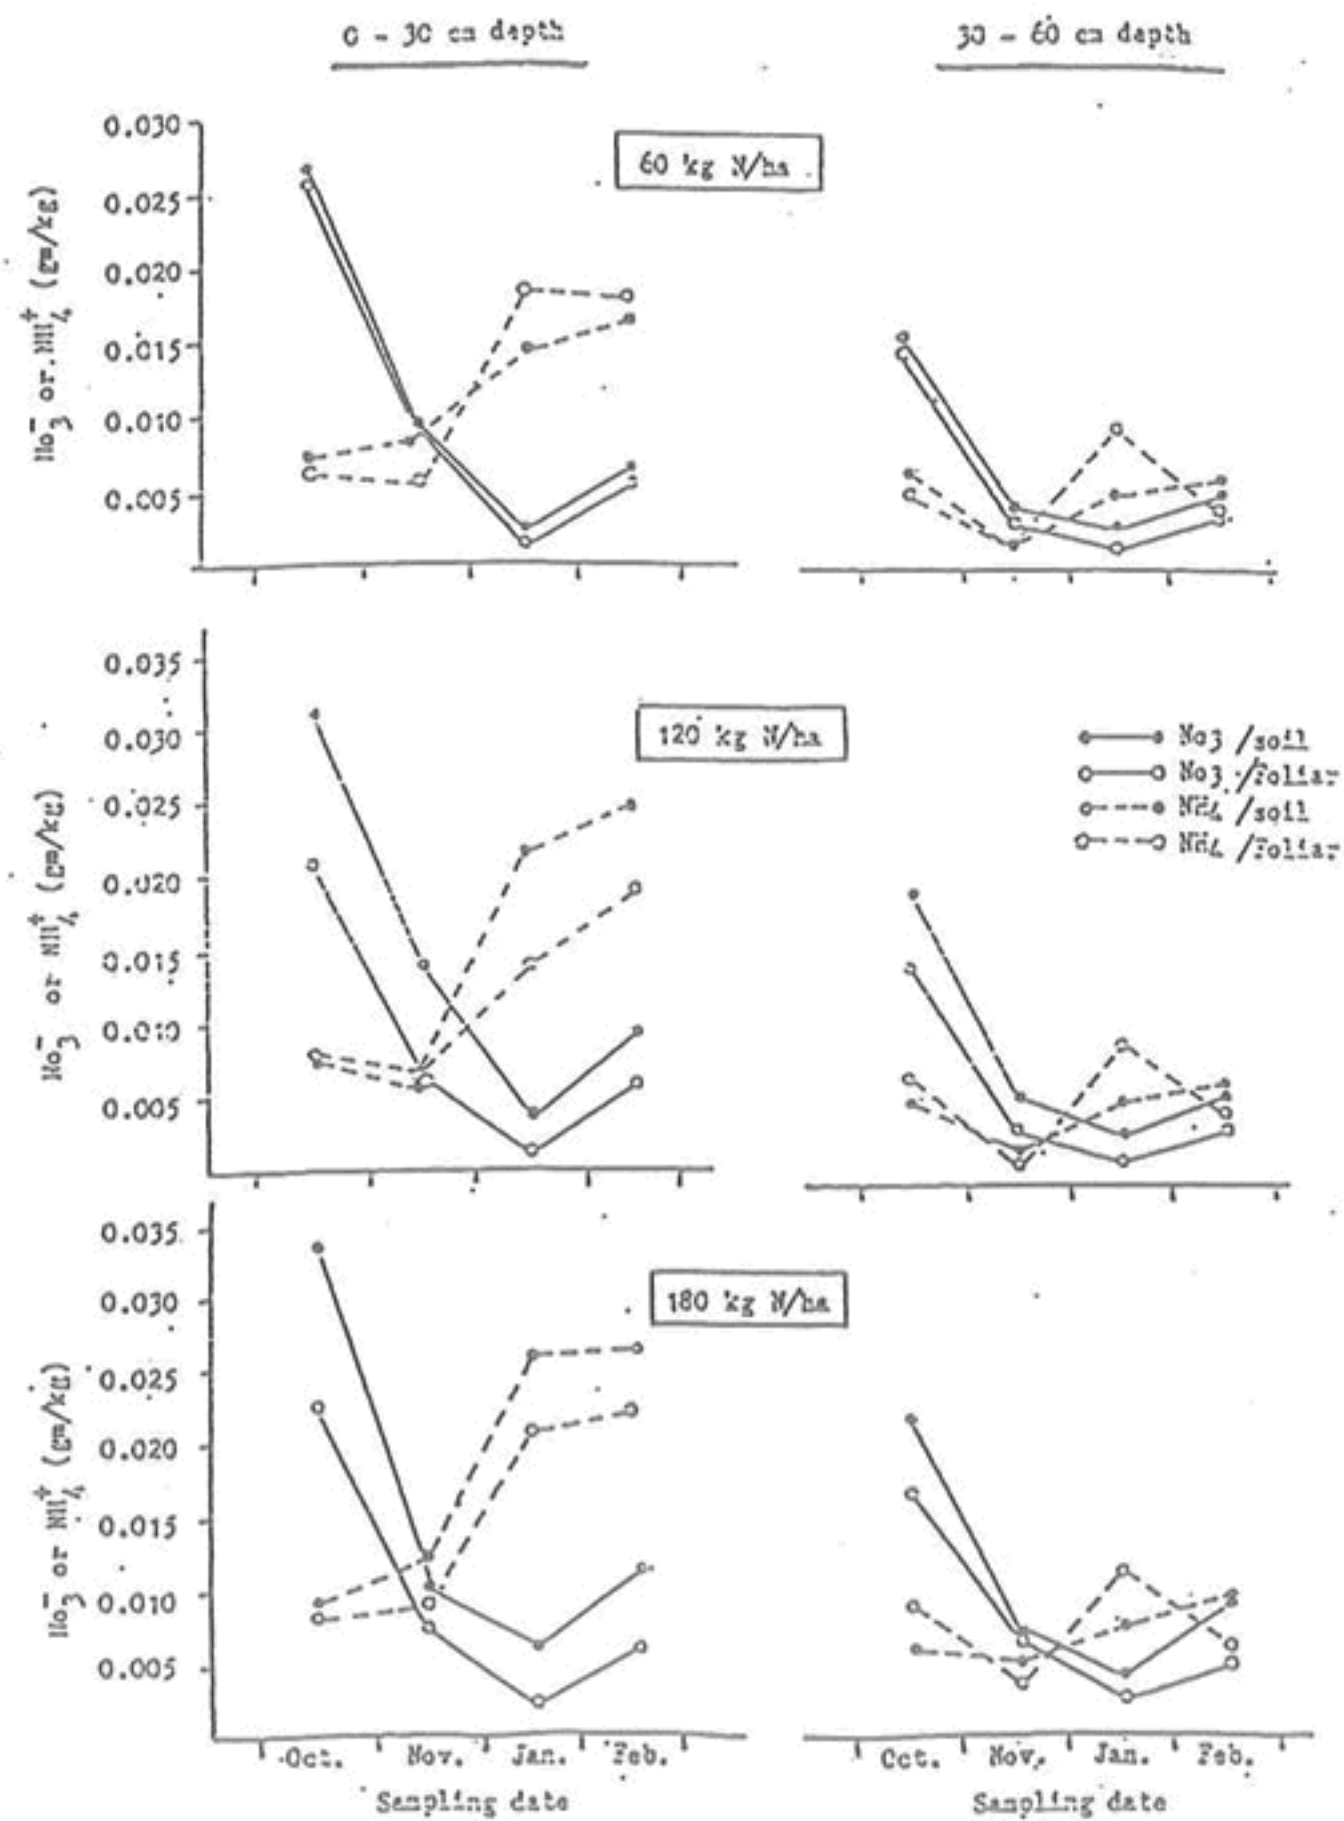 0 - 30 cm depth
30 - 60 cm depth
60 kg N/ha
0.030
0.025
0.020
0.015
0.010
0.005
No3- or NH4+ (gm/kg)
120 kg N/ha
0.035
0.030
0.025
0.020
0.015
0.010
0.005
No3- or NH4+ (gm/kg)
No3 /soil
No3 /foliar
NH4 /soil
NH4 /foliar
180 kg N/ha
0.035
0.030
0.025
0.020
0.015
0.010
0.005
No3- or NH4+ (gm/kg)
Oct. Nov. Jan. Feb.
Sampling date
Oct. Nov. Jan. Feb.
Sampling date